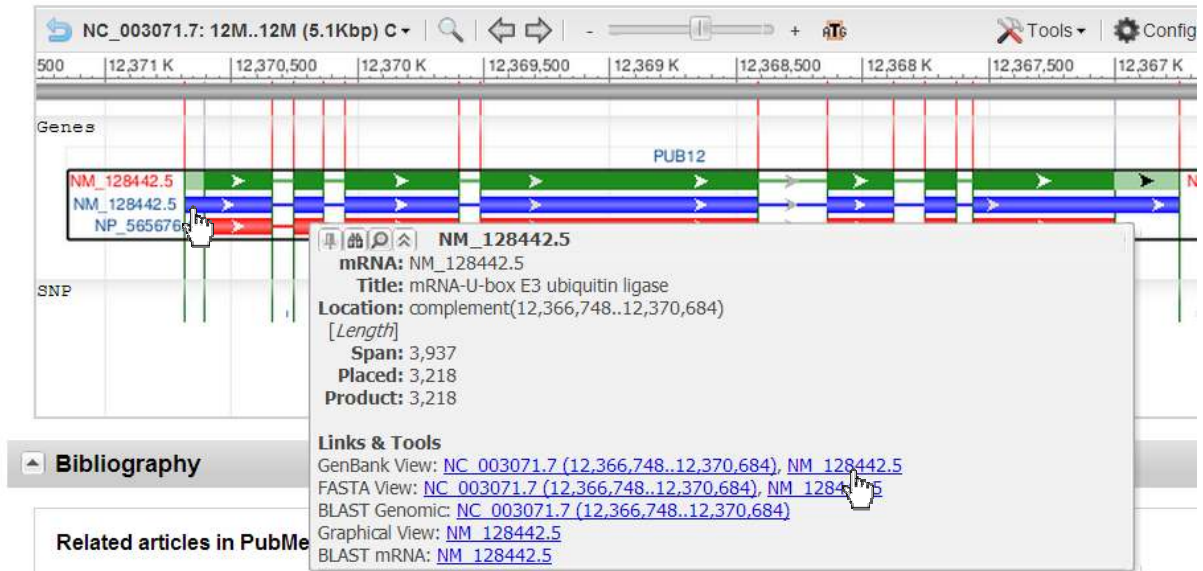 NC_003071.7: 12M..12M (5.1Kbp) C - + ATG Tools Config
500 12,371 K 12,370,500 12,370 K 12,369,500 12,369 K 12,368,500 12,368 K 12,367,500 12,367 K
Genes
PUB12
NM_128442.5 N
NM_128442.5
NP_565676
NM_128442.5
mRNA: NM_128442.5
Title: mRNA-U-box E3 ubiquitin ligase
SNP
Location: complement(12,366,748..12,370,684)
[Length]
Span: 3,937
Placed: 3,218
Product: 3,218
Links & Tools
Bibliography
GenBank View: NC_003071.7 (12,366,748..12,370,684), NM_128442.5
FASTA View: NC_003071.7 (12,366,748..12,370,684), NM_1284 5
BLAST Genomic: NC_003071.7 (12,366,748..12,370,684)
Graphical View: NM_128442.5
Related articles in PubMe
BLAST mRNA: NM_128442.5